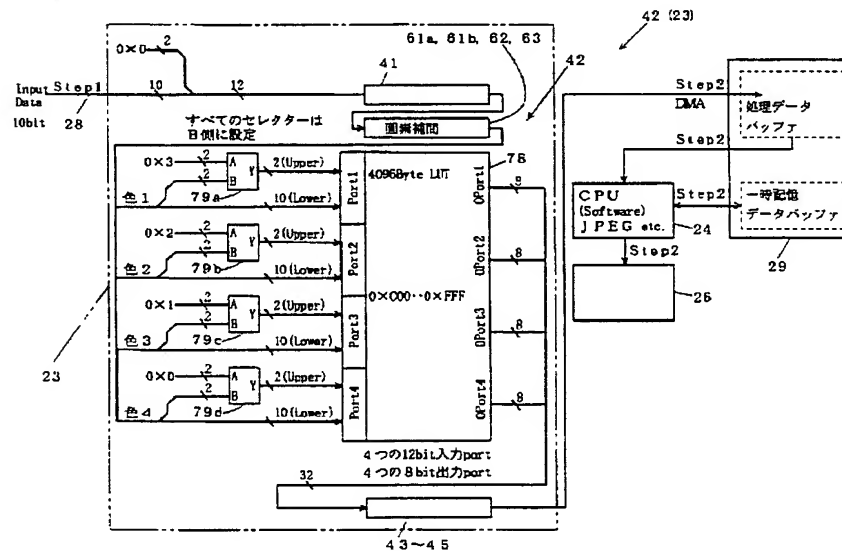 61a, 61b, 62, 63
42 (23)
0×0
2
Input Data
10bit
Step1
28
10
12
41
42
画素補間
すべてのセレクターは
B側に設定
Step2
DMA
処理データ
バッファ
Step2
CPU
(Software)
JPEG etc.
24
Step2
一時記憶
データバッファ
29
Step2
26
78
4096Byte LUT
0×C00··0×FFF
0×3
2
A
B
Y
2
2(Upper)
色1
79a
10(Lower)
Port1
OPort1
8
0×2
2
A
B
Y
2
2(Upper)
色2
79b
10(Lower)
Port2
OPort2
8
0×1
2
A
B
Y
2
2(Upper)
色3
79c
10(Lower)
Port3
OPort3
8
0×0
2
A
B
Y
2
2(Upper)
色4
79d
10(Lower)
Port4
OPort4
8
23
4つの12bit入力port
4つの8bit出力port
32
43~45